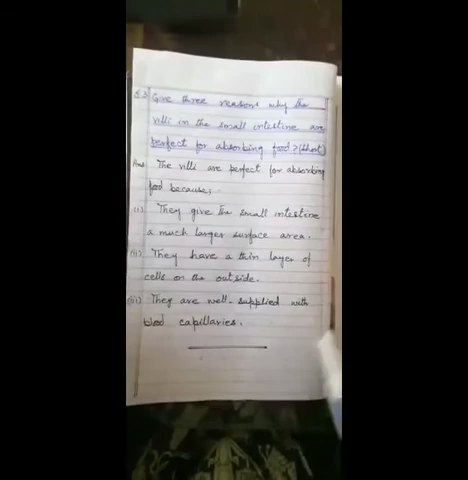 Q.3 Give three reasons why the
villi in the small intestine are
perfect for absorbing food? (Short)
Ans The villi are perfect for absorbing
food because;
(i) They give the small intestine
a much larger surface area.
(ii) They have a thin layer of
cells on the outside.
(iii) They are well-supplied with
blood capillaries.